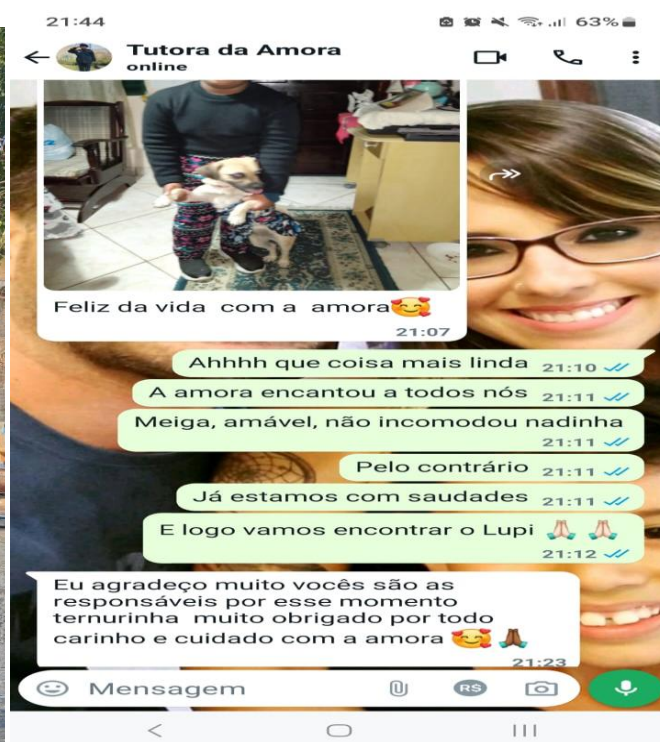 21:44
63%
Tutora da Amora
online
Feliz da vida com a amora🥰
21:07
Ahhhh que coisa mais linda 21:10
A amora encantou a todos nós 21:11
Meiga, amável, não incomodou nadinha
21:11
Pelo contrário 21:11
Já estamos com saudades 21:11
E logo vamos encontrar o Lupi 🙏🏻 🙏🏻
21:12
Eu agradeço muito vocês são as
responsáveis por esse momento
ternurinha muito obrigado por todo
carinho e cuidado com a amora 🥰 🙏🏾
21:23
Mensagem
R$